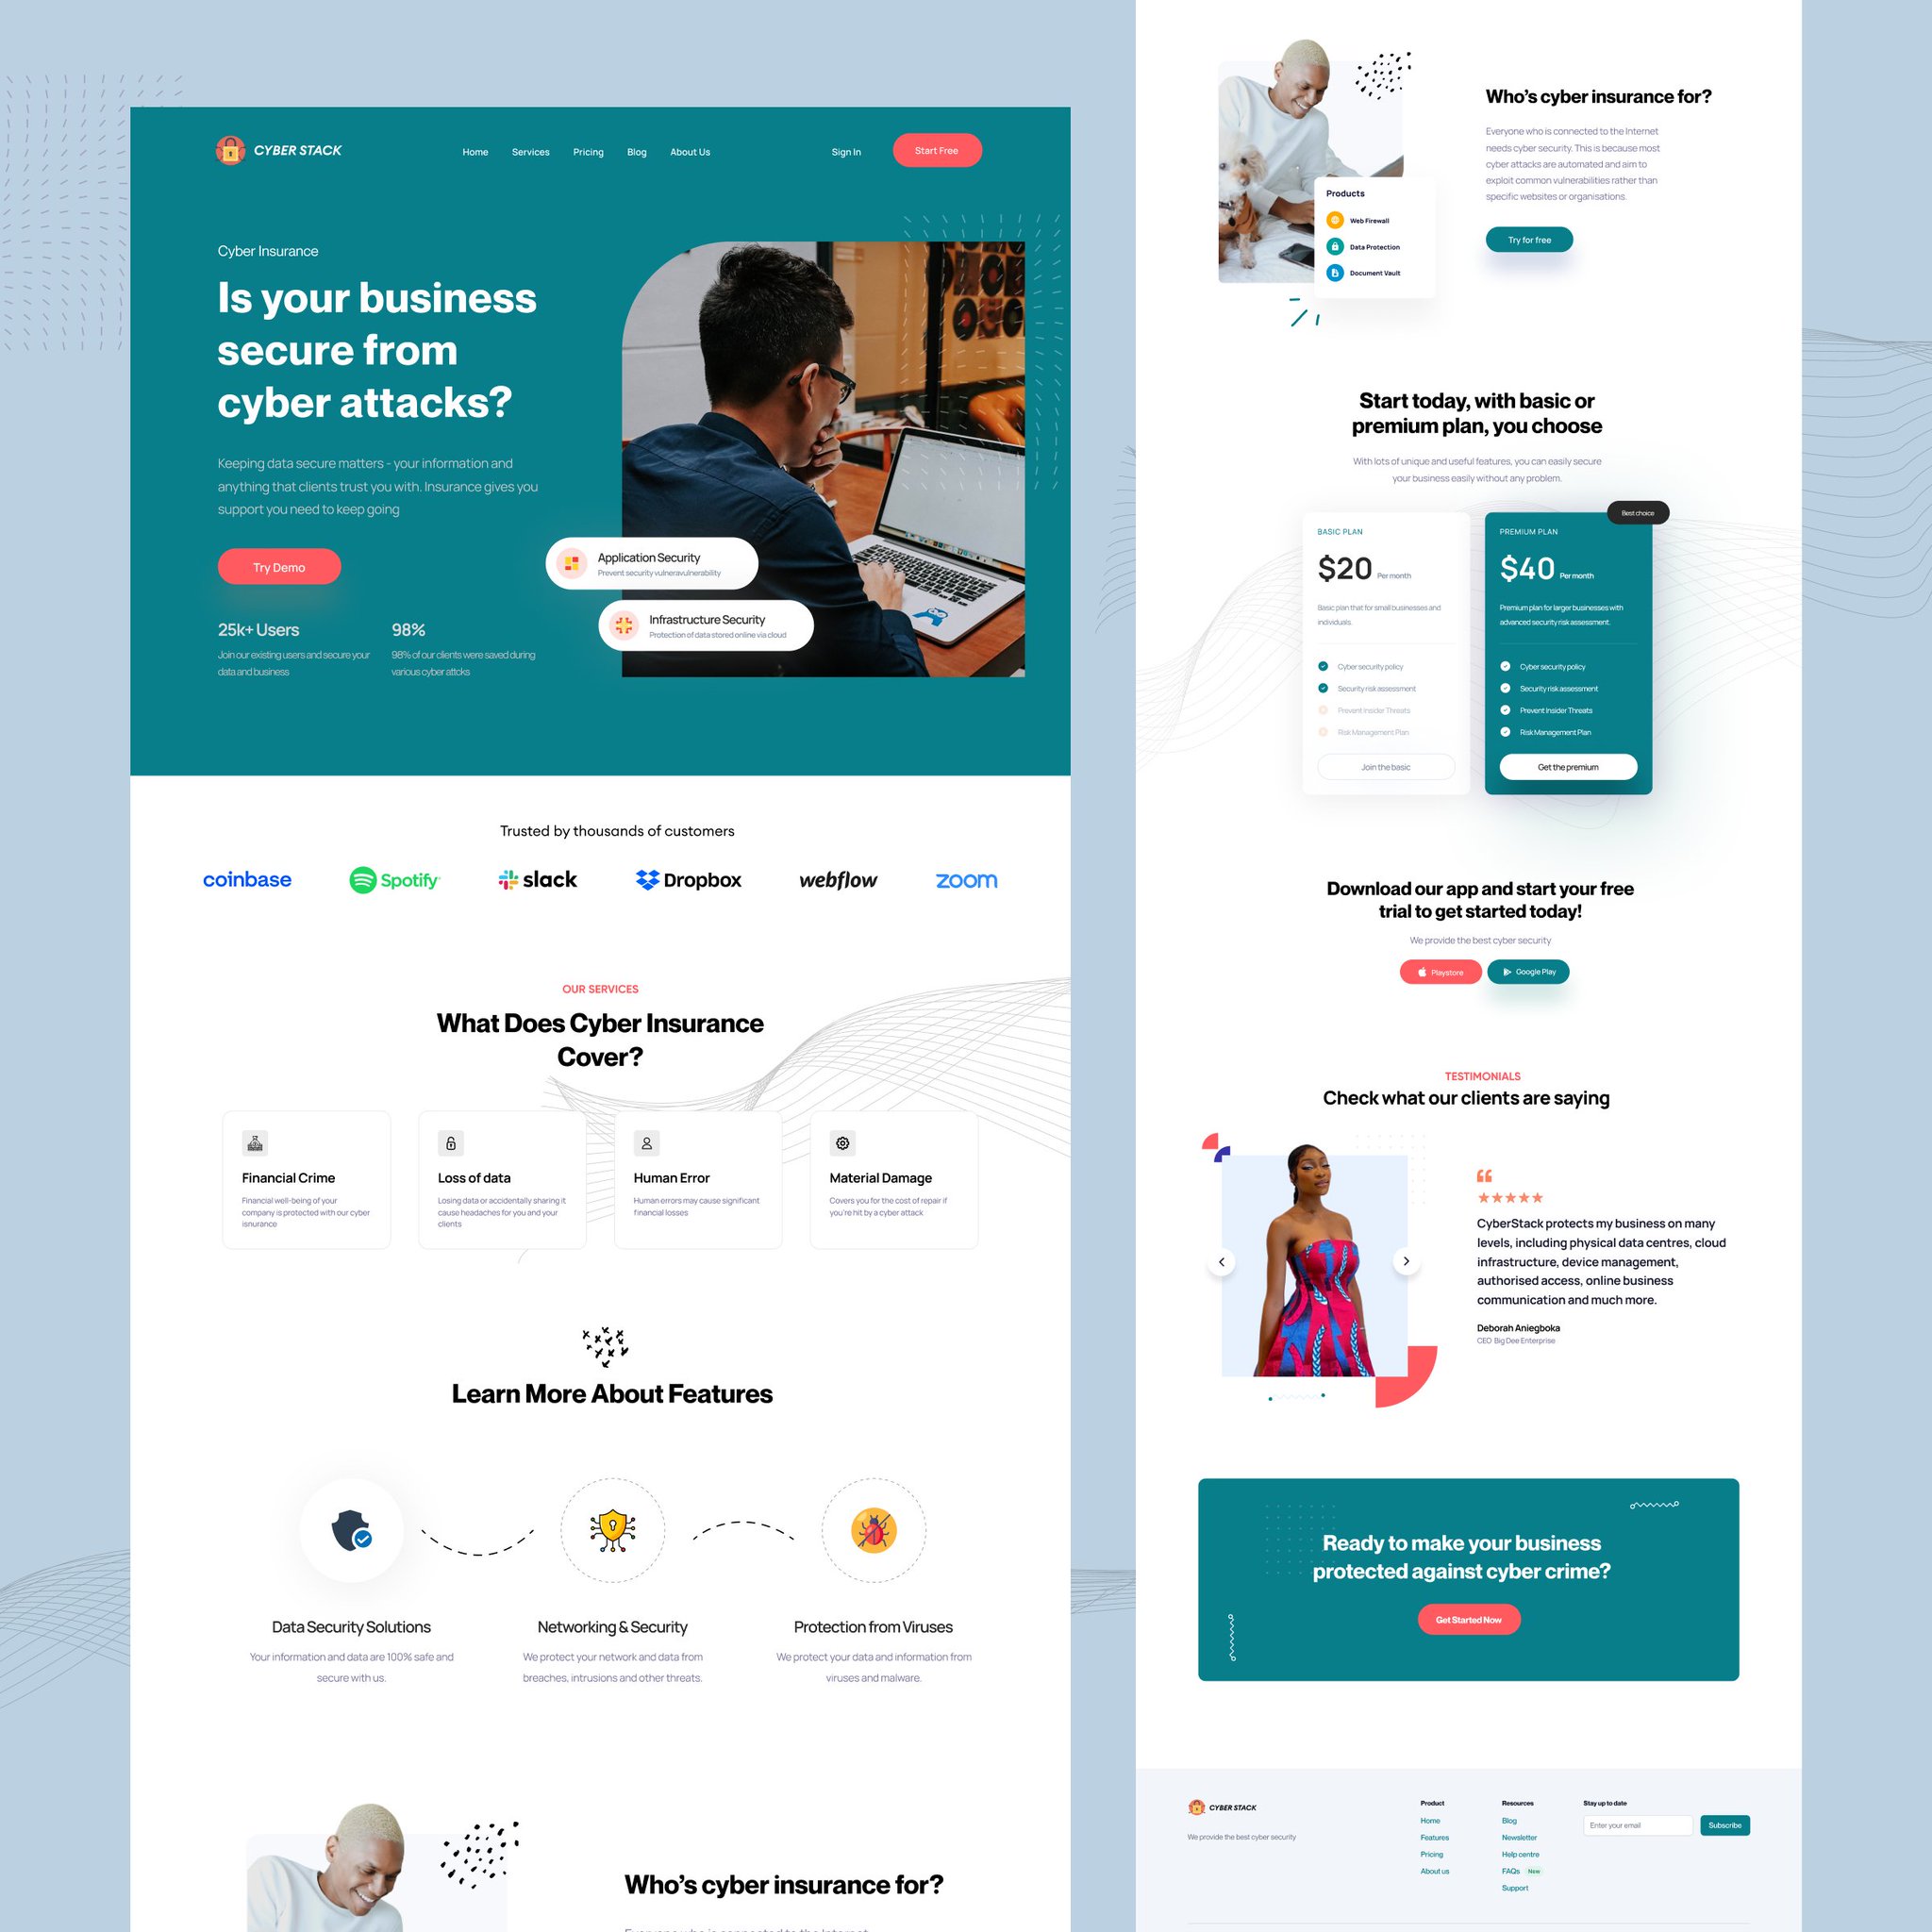 CYBER STACK
Home Services Pricing Blog About Us Sign In Start Free
Cyber Insurance
Is your business
secure from
cyber attacks?
Keeping data secure matters - your information and
anything that clients trust you with. Insurance gives you
support you need to keep going
Try Demo
Application Security
Prevent security vulneravulnerability
Infrastructure Security
Protection of data stored online via cloud
25k+ Users
Join our existing users and secure your
data and business
98%
98% of our clients were saved during
various cyber attcks
Trusted by thousands of customers
coinbase Spotify slack Dropbox webflow zoom
OUR SERVICES
What Does Cyber Insurance
Cover?
Financial Crime
Financial well-being of your
company is protected with our cyber
isnurance
Loss of data
Losing data or accidentally sharing it
cause headaches for you and your
clients
Human Error
Human errors may cause significant
financial losses
Material Damage
Covers you for the cost of repair if
you're hit by a cyber attack
Learn More About Features
Data Security Solutions
Your information and data are 100% safe and
secure with us.
Networking & Security
We protect your network and data from
breaches, intrusions and other threats.
Protection from Viruses
We protect your data and information from
viruses and malware.
Who's cyber insurance for?
Everyone who is connected to the Internet
Products
Web Firewall
Data Protection
Document Vault
Who's cyber insurance for?
Everyone who is connected to the Internet
needs cyber security. This is because most
cyber attacks are automated and aim to
exploit common vulnerabilities rather than
specific websites or organisations.
Try for free
Start today, with basic or
premium plan, you choose
With lots of unique and useful features, you can easily secure
your business easily without any problem.
BASIC PLAN
$20 Per month
Basic plan that for small businesses and
individuals.
Cyber security policy
Security risk assessment
Prevent Insider Threats
Risk Management Plan
Join the basic
Best choice
PREMIUM PLAN
$40 Per month
Premium plan for larger businesses with
advanced security risk assessment.
Cyber security policy
Security risk assessment
Prevent Insider Threats
Risk Management Plan
Get the premium
Download our app and start your free
trial to get started today!
We provide the best cyber security
Playstore
Google Play
TESTIMONIALS
Check what our clients are saying
CyberStack protects my business on many
levels, including physical data centres, cloud
infrastructure, device management,
authorised access, online business
communication and much more.
Deborah Aniegboka
CEO Big Dee Enterprise
Ready to make your business
protected against cyber crime?
Get Started Now
CYBER STACK
We provide the best cyber security
Product
Home
Features
Pricing
About us
Resources
Blog
Newsletter
Help centre
FAQs New
Support
Stay up to date
Enter your email
Subscribe